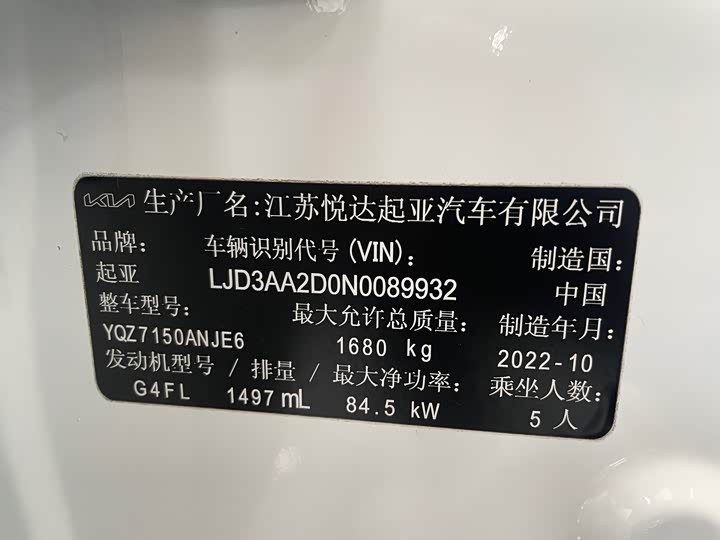 KIA 生产厂名:江苏悦达起亚汽车有限公司
品牌: 车辆识别代号(VIN): 制造国:
起亚 LJD3AA2D0N0089932 中国
整车型号: 最大允许总质量: 制造年月:
YQZ7150ANJE6 1680 kg 2022-10
发动机型号/排量/最大净功率: 乘坐人数:
G4FL 1497mL 84.5 kW 5人